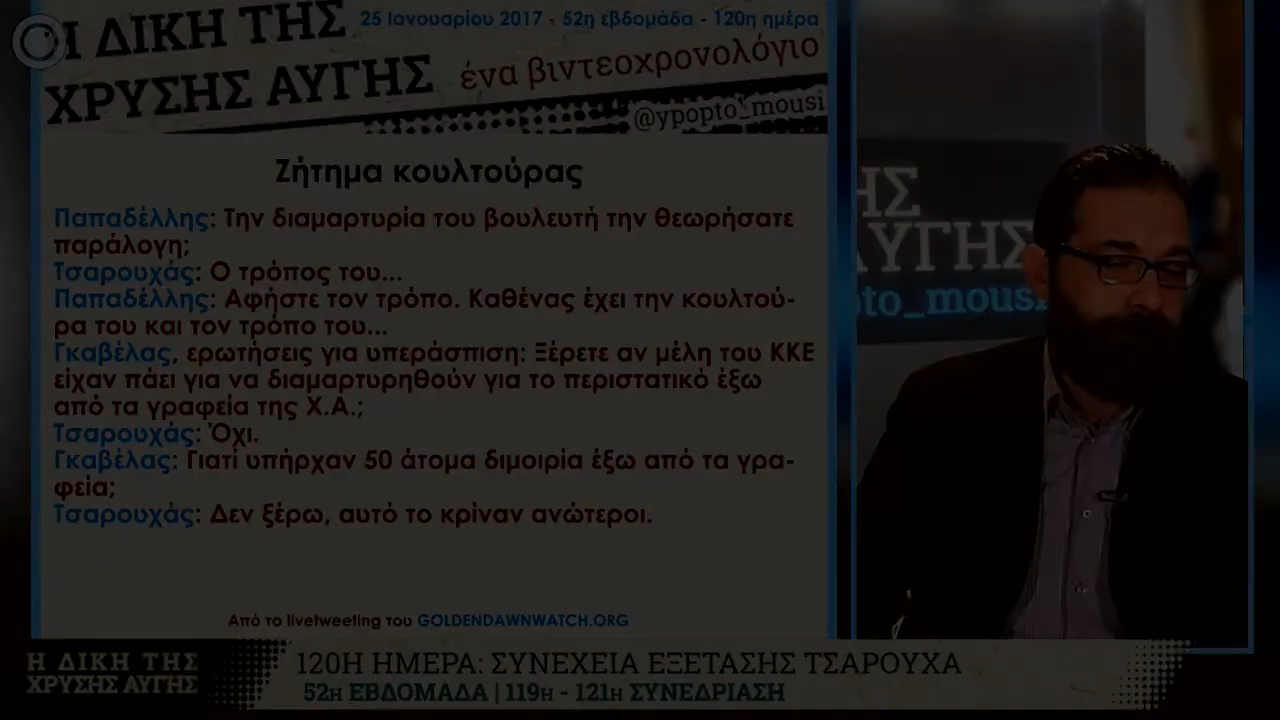 Η ΔΙΚΗ ΤΗΣ
ΧΡΥΣΗΣ ΑΥΓΗΣ
25 Ιανουαρίου 2017 - 52η εβδομάδα - 120η ημέρα
ένα βιντεοχρονολόγιο
@ypopto_mousi
Ζήτημα κουλτούρας
Παπαδέλλης: Την διαμαρτυρία του βουλευτή την θεωρήσατε
παράλογη;
Τσαρουχάς: Ο τρόπος του...
Παπαδέλλης: Αφήστε τον τρόπο. Καθένας έχει την κουλτού-
ρα του και τον τρόπο του...
Γκαβέλας, ερωτήσεις για υπεράσπιση: Ξέρετε αν μέλη του ΚΚΕ
είχαν πάει για να διαμαρτυρηθούν για το περιστατικό έξω
από τα γραφεία της Χ.Α.;
Τσαρουχάς: Όχι.
Γκαβέλας: Γιατί υπήρχαν 50 άτομα διμοιρία έξω από τα γρα-
φεία;
Τσαρουχάς: Δεν ξέρω, αυτό το κρίναν ανώτεροι.
Από το livetweeting του GOLDENDAWNWATCH.ORG
ΗΣ
ΑΥΓΗΣ
pto_mousi
Η ΔΙΚΗ ΤΗΣ
ΧΡΥΣΗΣ ΑΥΓΗΣ
120Η ΗΜΕΡΑ: ΣΥΝΕΧΕΙΑ ΕΞΕΤΑΣΗΣ ΤΣΑΡΟΥΧΑ
52η ΕΒΔΟΜΑΔΑ | 119η - 121η ΣΥΝΕΔΡΙΑΣΗ